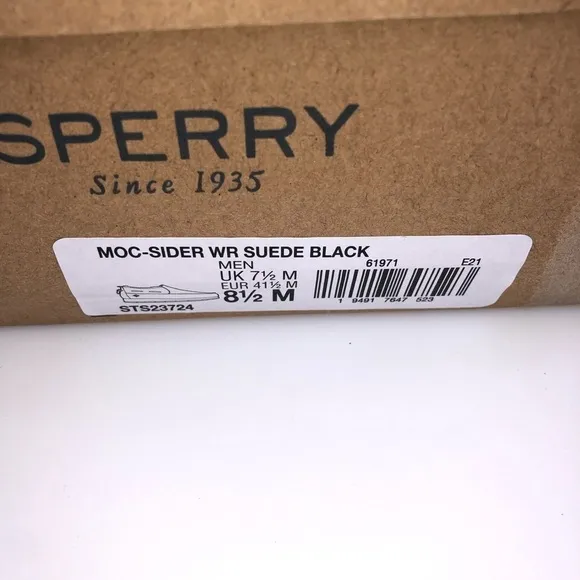 SPERRY
Since 1935
MOC-SIDER WR SUEDE BLACK
MEN
UK 7½ M
EUR 41½ M
8½ M
STS23724
61971 E21
1 9491 7647 523